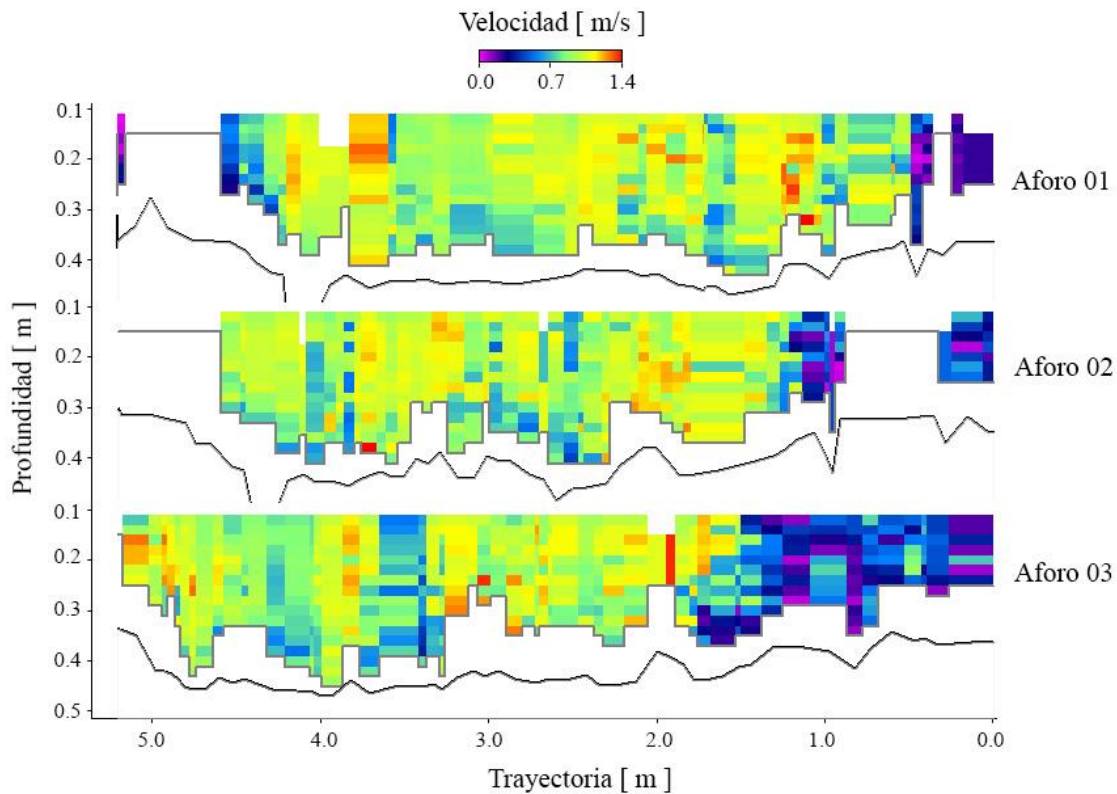 Velocidad [ m/s ]
0.0 0.7 1.4
0.1
0.2
0.3
0.4
Aforo 01
0.1
0.2
0.3
0.4
Aforo 02
0.1
0.2
0.3
0.4
0.5
Aforo 03
Profundidad [ m ]
5.0 4.0 3.0 2.0 1.0 0.0
Trayectoria [ m ]